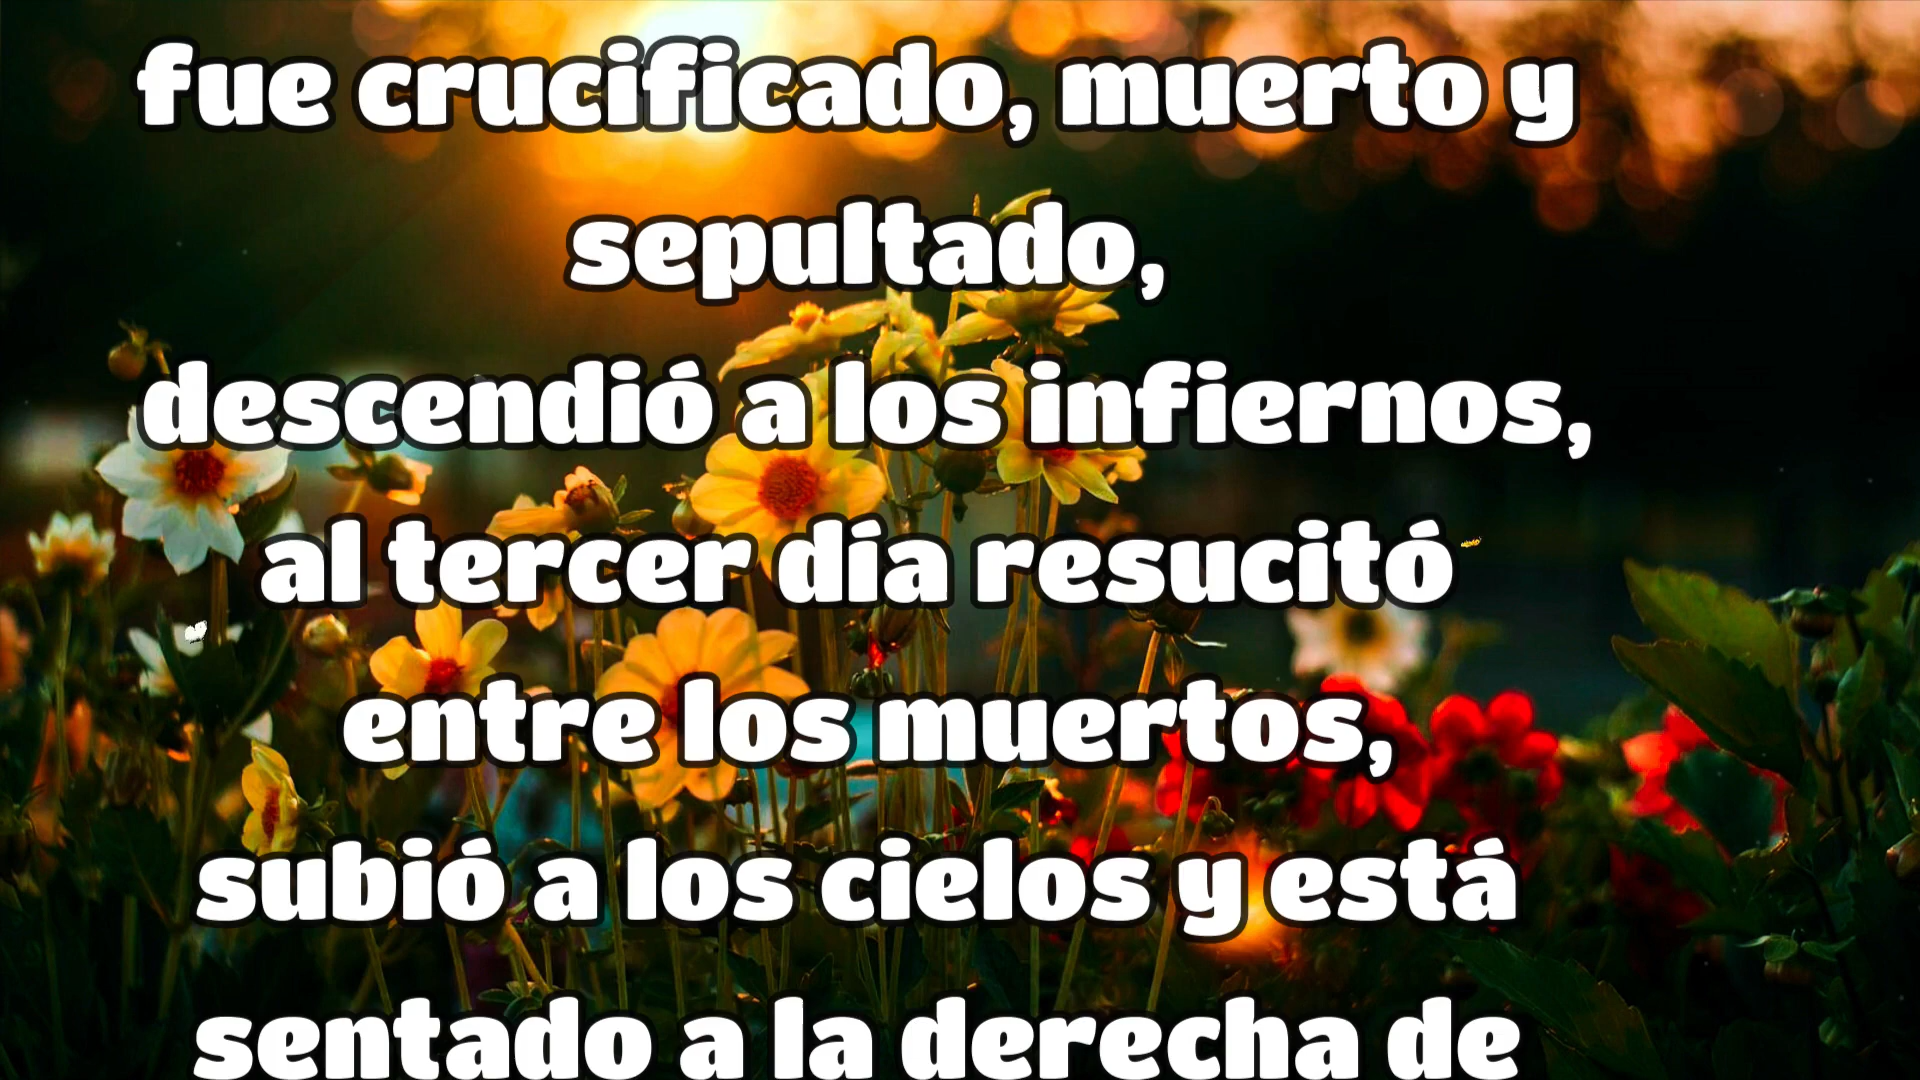 fue crucificado, muerto y
sepultado,
descendió a los infiernos,
al tercer día resucitó
entre los muertos,
subió a los cielos y está
sentado a la derecha de